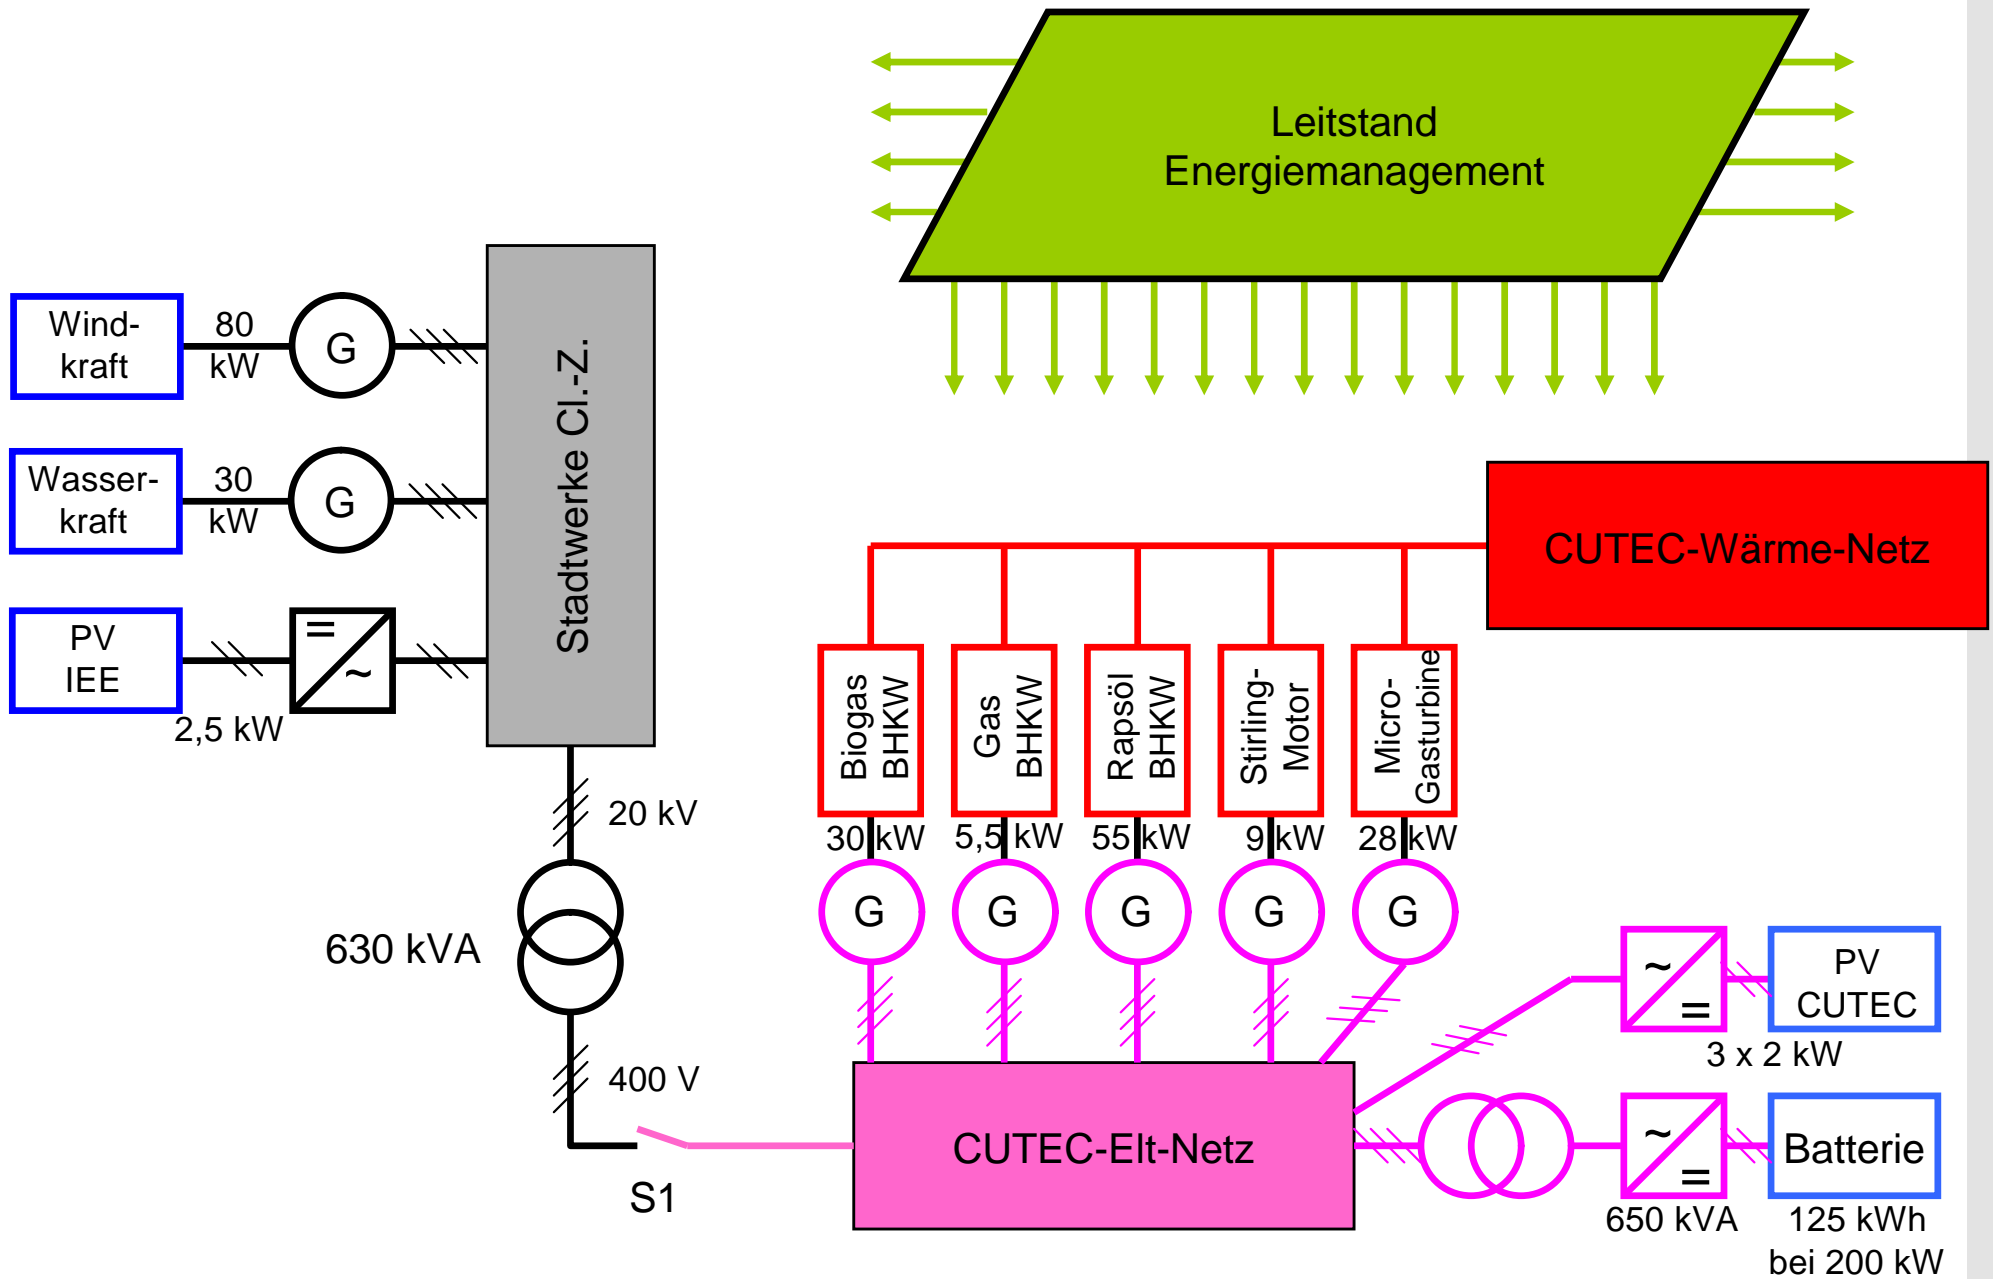 Leitstand
Energiemanagement
Wind-
kraft
80
kW
G
Wasser-
kraft
30
kW
G
PV
IEE
2,5 kW
=
~
Stadtwerke Cl.-Z.
20 kV
630 kVA
400 V
S1
CUTEC-Wärme-Netz
Biogas
BHKW
Gas
BHKW
Rapsöl
BHKW
Stirling-
Motor
Micro-
Gasturbine
30 kW
5,5 kW
55 kW
9 kW
28 kW
G
G
G
G
G
CUTEC-Elt-Netz
~
=
PV
CUTEC
3 x 2 kW
~
=
Batterie
650 kVA
125 kWh
bei 200 kW